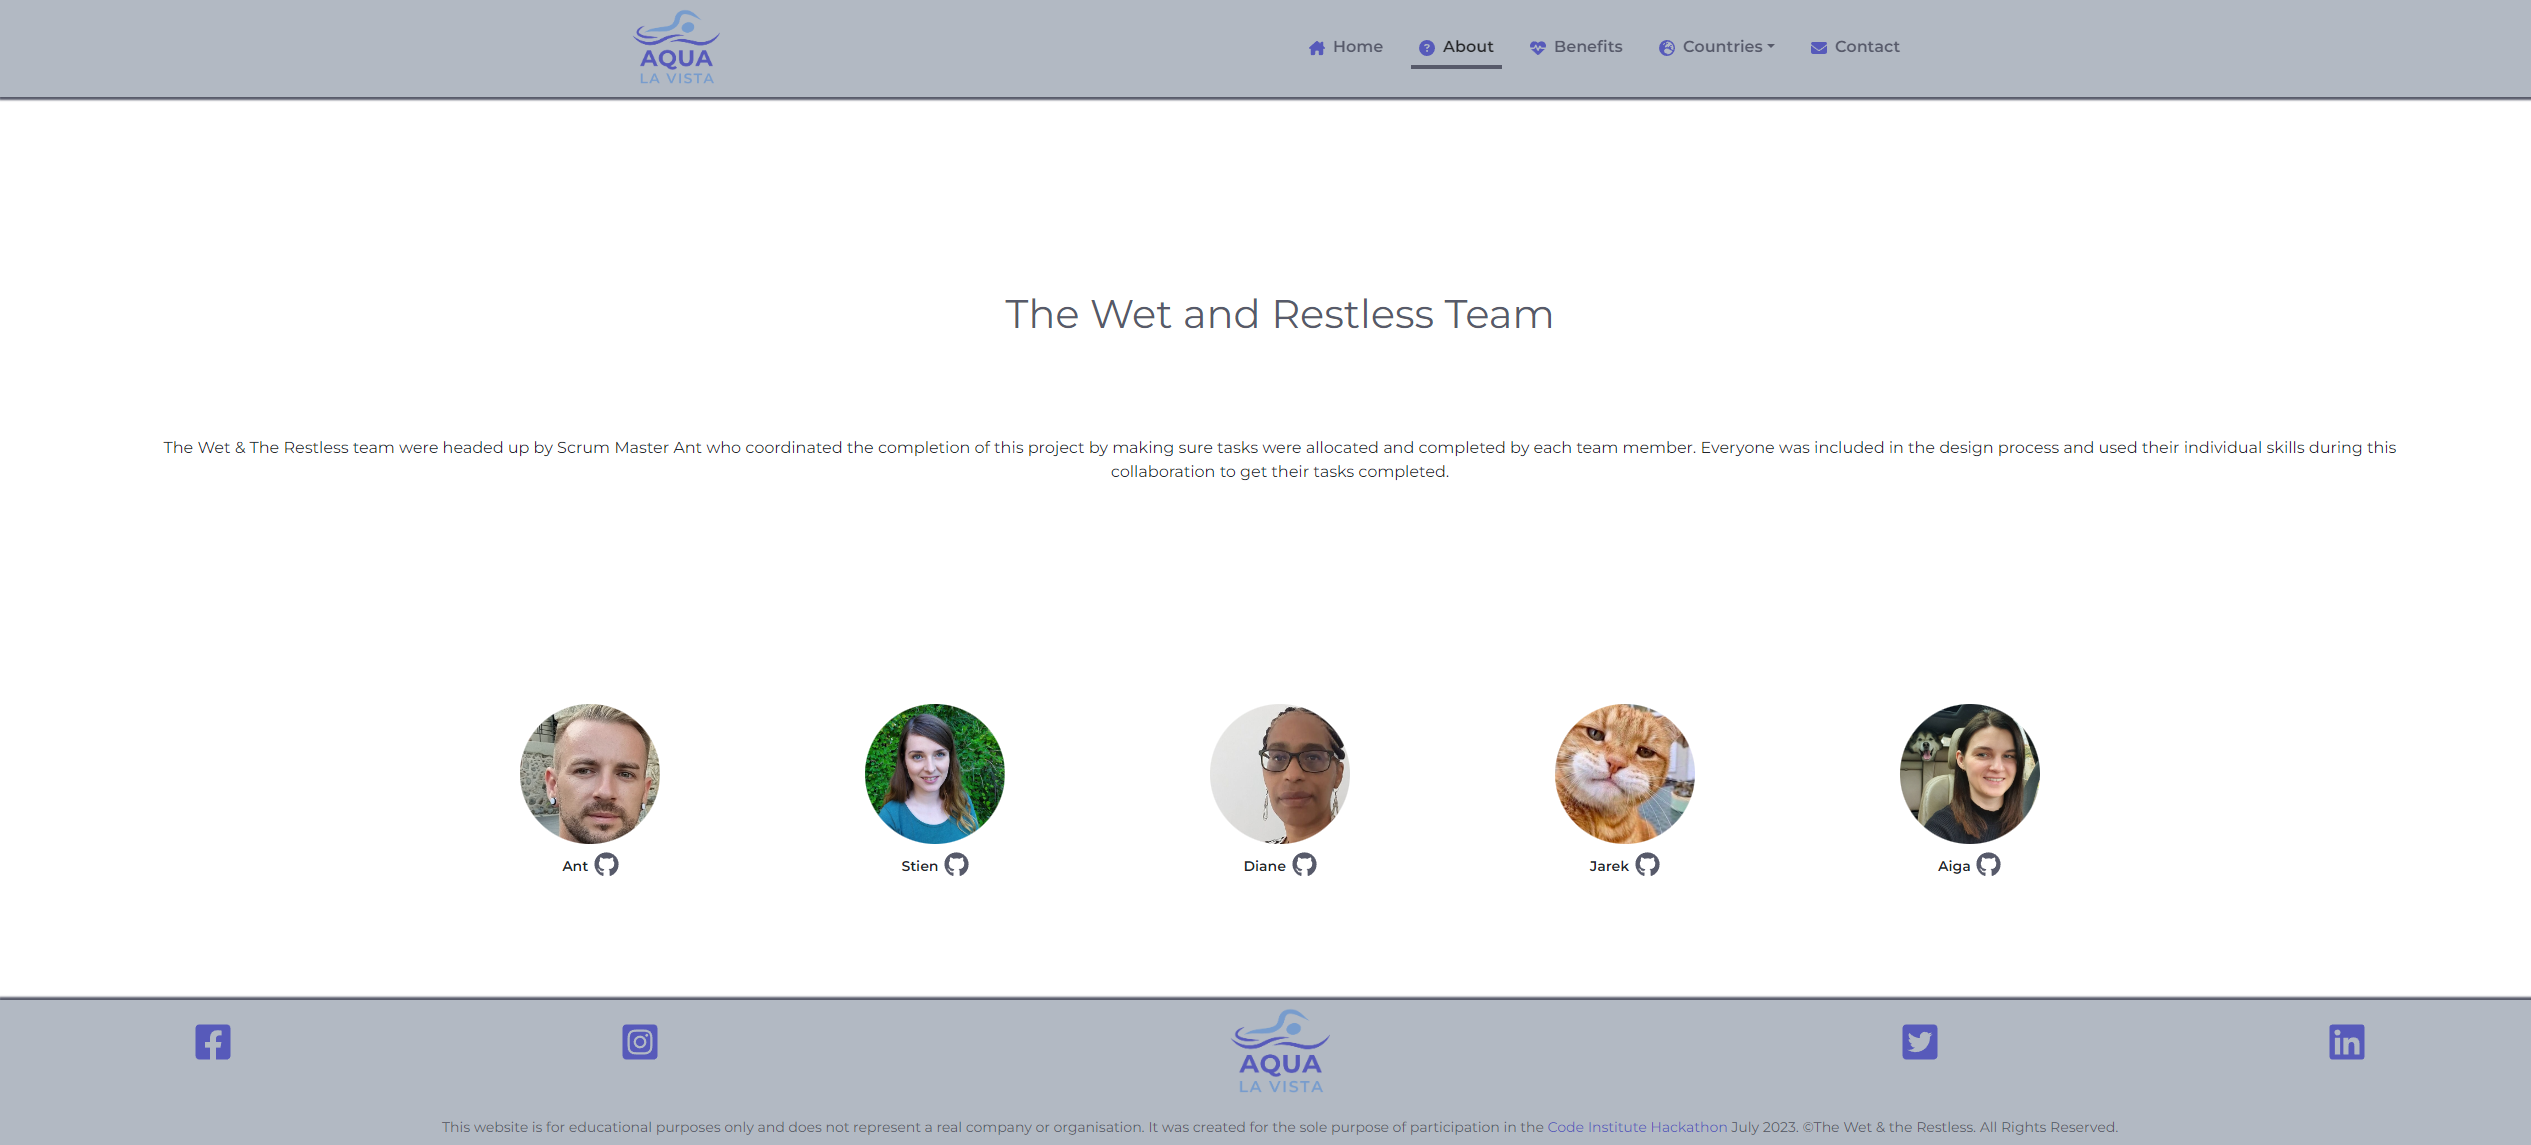 AQUA
LA VISTA
Home About Benefits Countries Contact
The Wet and Restless Team
The Wet & The Restless team were headed up by Scrum Master Ant who coordinated the completion of this project by making sure tasks were allocated and completed by each team member. Everyone was included in the design process and used their individual skills during this
collaboration to get their tasks completed.
Ant Stien Diane Jarek Aiga
AQUA
LA VISTA
This website is for educational purposes only and does not represent a real company or organisation. It was created for the sole purpose of participation in the Code Institute Hackathon July 2023. ©The Wet & the Restless. All Rights Reserved.